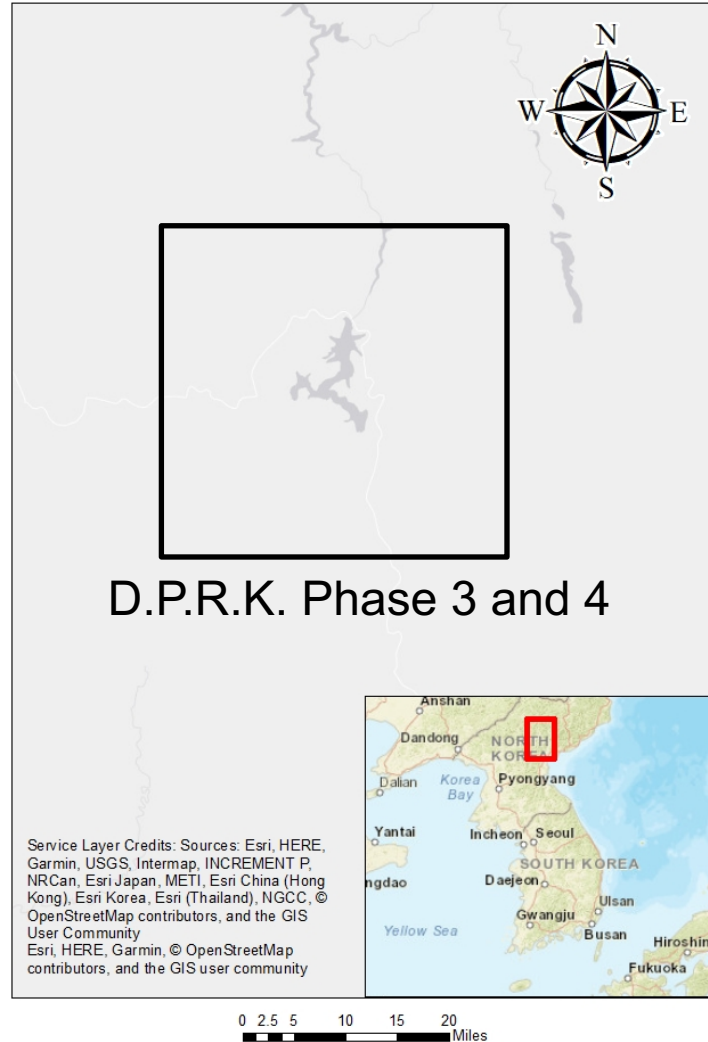 N
W E
S
D.P.R.K. Phase 3 and 4
Anshan
Dandong
NORTH
KOREA
Dalian
Korea
Bay
Pyongyang
Yantai
Incheon Seoul
SOUTH KOREA
ngdao
Daejeon
Ulsan
Gwangju
Busan
Yellow Sea
Hiroshin
Fukuoka
Service Layer Credits: Sources: Esri, HERE,
Garmin, USGS, Intermap, INCREMENT P,
NRCan, Esri Japan, METI, Esri China (Hong
Kong), Esri Korea, Esri (Thailand), NGCC, ©
OpenStreetMap contributors, and the GIS
User Community
Esri, HERE, Garmin, © OpenStreetMap
contributors, and the GIS user community
0 2.5 5 10 15 20
Miles